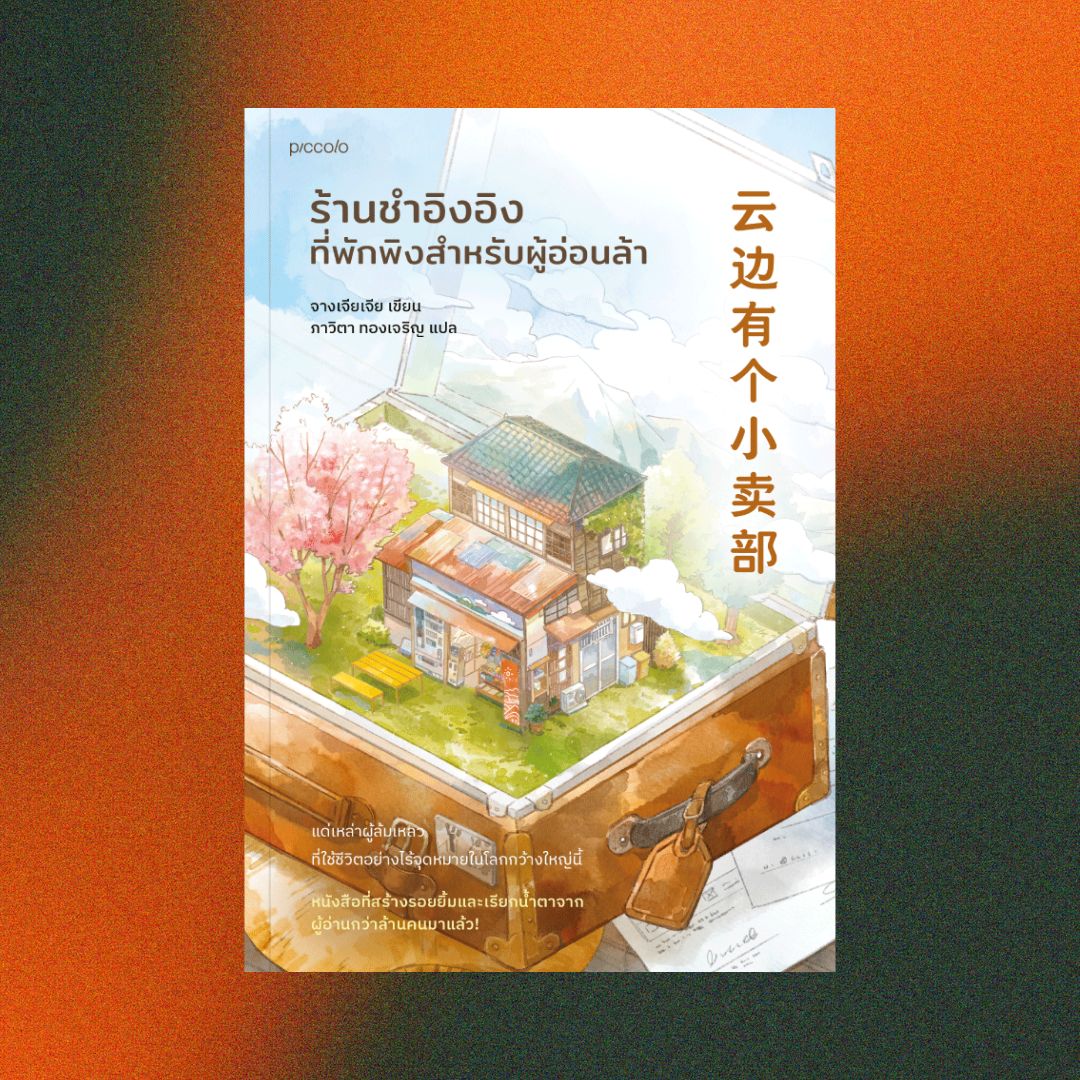 piccolo
ร้านชำอิงอิง
ที่พักพิงสำหรับผู้อ่อนล้า
จางเจียเจีย เขียน
ภาวิตา ทองเจริญ แปล
云边有个小卖部
แด่เหล่าผู้ล้มเหลว
ที่ใช้ชีวิตอย่างไร้จุดหมายในโลกกว้างใหญ่นี้
หนังสือที่สร้างรอยยิ้มและเรียกน้ำตาจาก
ผู้อ่านกว่าล้านคนมาแล้ว!